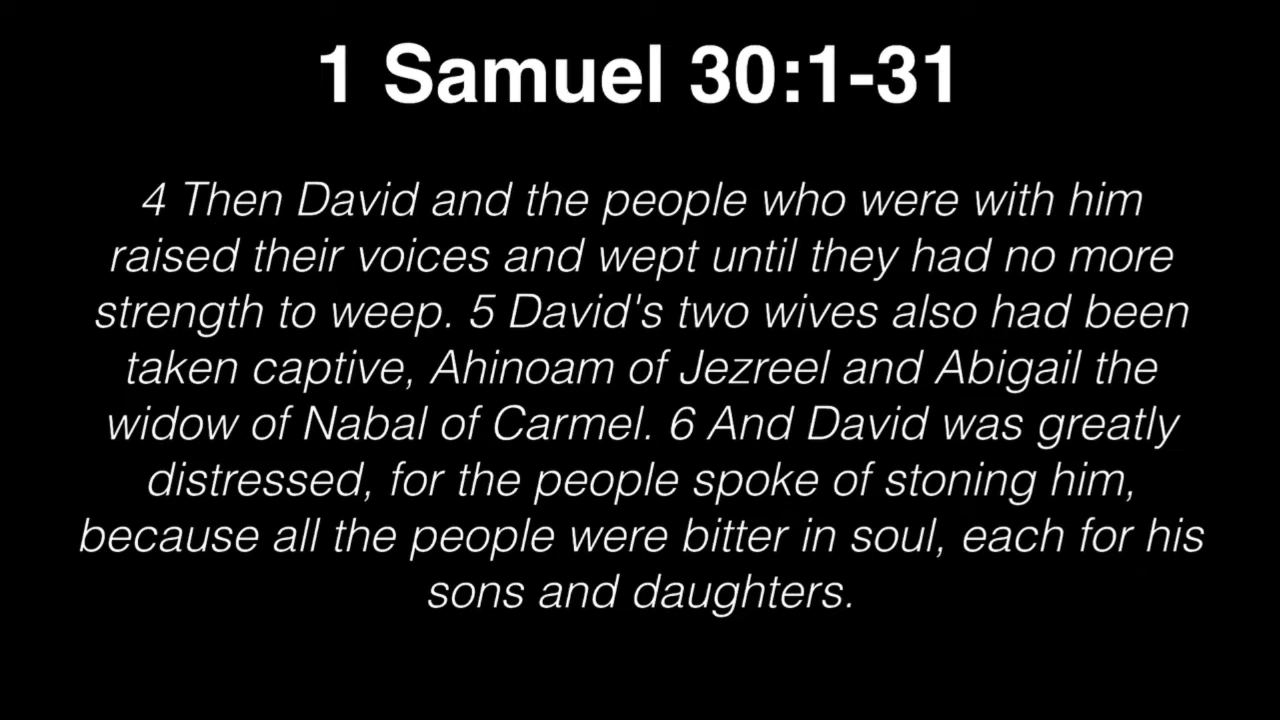 1 Samuel 30:1-31
4 Then David and the people who were with him
raised their voices and wept until they had no more
strength to weep. 5 David's two wives also had been
taken captive, Ahinoam of Jezreel and Abigail the
widow of Nabal of Carmel. 6 And David was greatly
distressed, for the people spoke of stoning him,
because all the people were bitter in soul, each for his
sons and daughters.